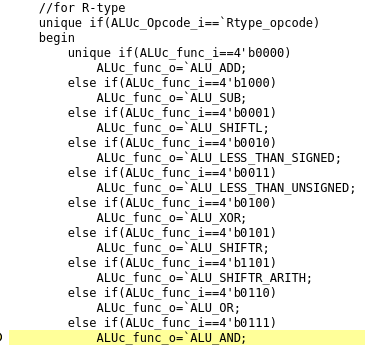 //for R-type
unique if(ALUc_Opcode_i==`Rtype_opcode)
begin
unique if(ALUc_func_i==4'b0000)
ALUc_func_o=`ALU_ADD;
else if(ALUc_func_i==4'b1000)
ALUc_func_o=`ALU_SUB;
else if(ALUc_func_i==4'b0001)
ALUc_func_o=`ALU_SHIFTL;
else if(ALUc_func_i==4'b0010)
ALUc_func_o=`ALU_LESS_THAN_SIGNED;
else if(ALUc_func_i==4'b0011)
ALUc_func_o=`ALU_LESS_THAN_UNSIGNED;
else if(ALUc_func_i==4'b0100)
ALUc_func_o=`ALU_XOR;
else if(ALUc_func_i==4'b0101)
ALUc_func_o=`ALU_SHIFTR;
else if(ALUc_func_i==4'b1101)
ALUc_func_o=`ALU_SHIFTR_ARITH;
else if(ALUc_func_i==4'b0110)
ALUc_func_o=`ALU_OR;
else if(ALUc_func_i==4'b0111)
ALUc_func_o=`ALU_AND;